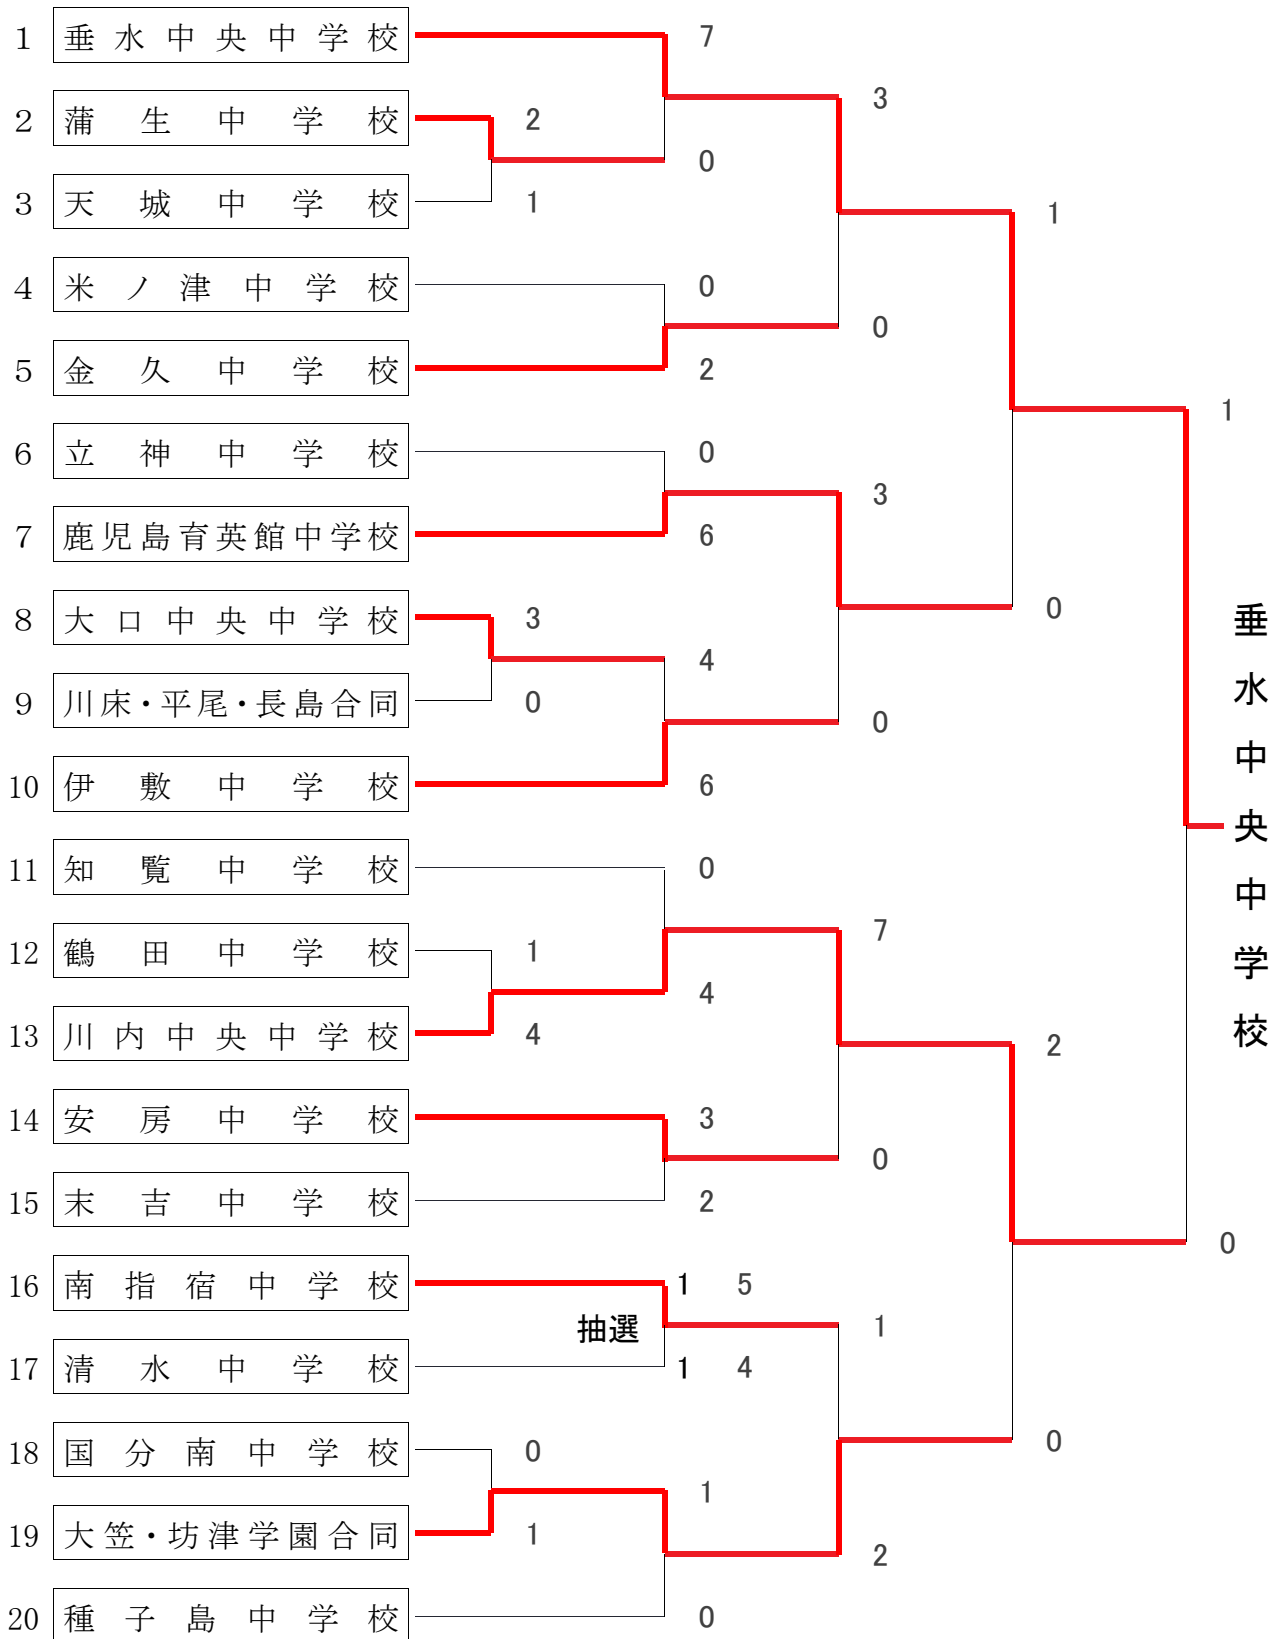 1 垂水中央中学校 7
3
2 蒲生中学校 2
0
3 天城中学校 1
1
4 米ノ津中学校 0
0
5 金久中学校 2
1
6 立神中学校 0
3
7 鹿児島育英館中学校 6
0
8 大口中央中学校 3
4
9 川床・平尾・長島合同 0
0
10 伊敷中学校 6
垂水中央中学校
11 知覧中学校 0
7
12 鶴田中学校 1
4
13 川内中央中学校 4
2
14 安房中学校 3
0
15 末吉中学校 2
0
16 南指宿中学校 1 5
抽選 1
17 清水中学校 1 4
0
18 国分南中学校 0
1
19 大笠・坊津学園合同 1
2
20 種子島中学校 0